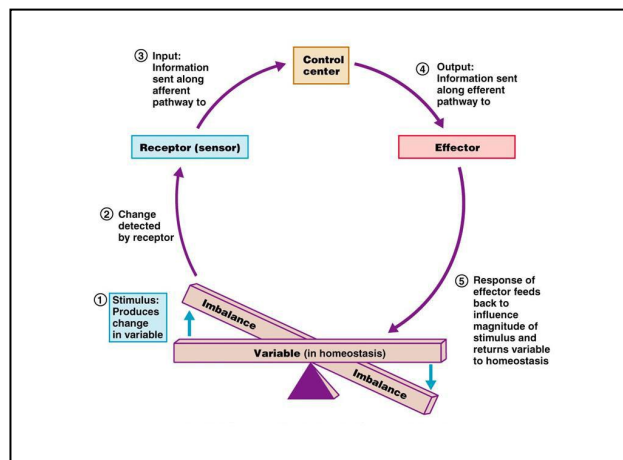 ③ Input:
Information
sent along
afferent
pathway to
Control
center
④ Output:
Information sent
along efferent
pathway to
Receptor (sensor)
Effector
② Change
detected
by receptor
① Stimulus:
Produces
change
in variable
Imbalance
Variable (in homeostasis)
Imbalance
⑤ Response of
effector feeds
back to
influence
magnitude of
stimulus and
returns variable
to homeostasis